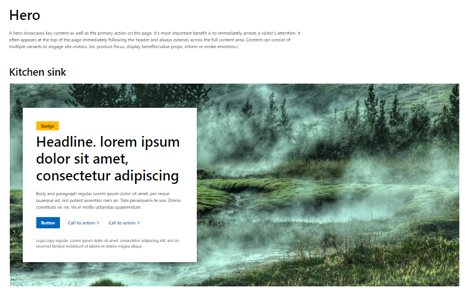 Hero
A hero showcases key content as well as the primary action on the page. It's most important benefit is to immediately arrests a visitor's attention. It
often appears at the top of the page immediately following the header and always extends across the full content area. Content can consist of
multiple variants to engage site visitors. (ex. product focus, display benefits/value props, inform or evoke emotions.)
Kitchen sink
Badge
Headline. lorem ipsum
dolor sit amet,
consectetur adipiscing
Body and paragraph regular Lorem ipsum dolor sit amet, per reque
quaeque ad, nisl putent assentior nam an. Tota persequeris te sea. Omnis
constituto vis ne. Vis ei mollis urbanitas quaerendum.
Button
Call to action
Call to action
Legal copy regular. Lorem ipsum dolor sit amet, consectetur adipiscing elit, sed do
eiusmod tempor incididunt ut labore et dolore magna aliqua.